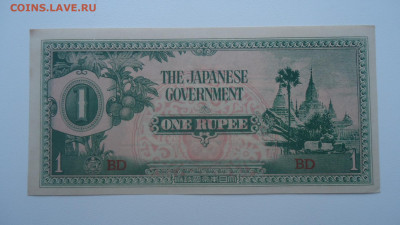 COINS.LAVE.RU
1
THE JAPANESE
GOVERNMENT
ONE RUPEE
1 BD BD 1